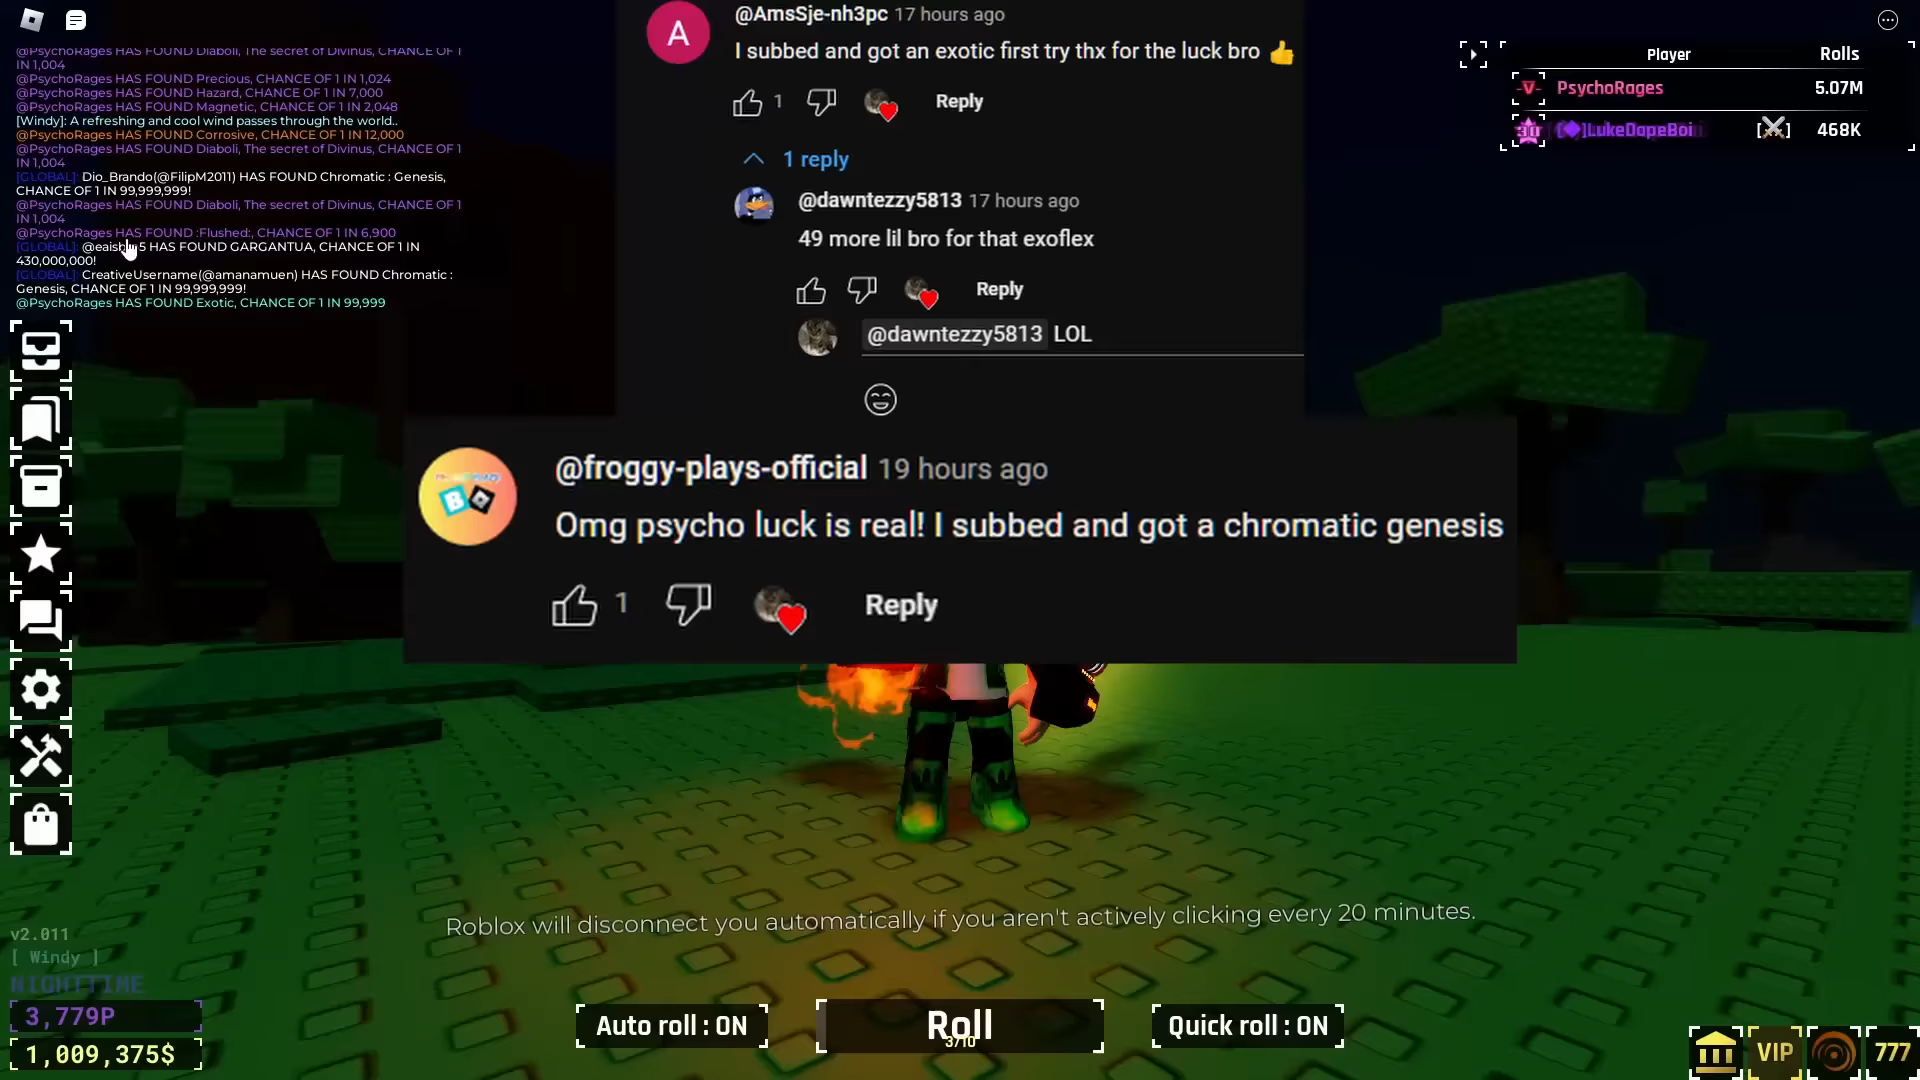 @PsychoRages HAS FOUND Diaboli, The secret of Divinus, CHANCE OF 1
IN 1,004
@PsychoRages HAS FOUND Precious, CHANCE OF 1 IN 1,024
@PsychoRages HAS FOUND Hazard, CHANCE OF 1 IN 7,000
@PsychoRages HAS FOUND Magnetic, CHANCE OF 1 IN 2,048
[Windy]: A refreshing and cool wind passes through the world..
@PsychoRages HAS FOUND Corrosive, CHANCE OF 1 IN 12,000
@PsychoRages HAS FOUND Diaboli, The secret of Divinus, CHANCE OF 1
IN 1,004
[GLOBAL]: Dio_Brando(@FilipM2011) HAS FOUND Chromatic : Genesis,
CHANCE OF 1 IN 99,999,999!
@PsychoRages HAS FOUND Diaboli, The secret of Divinus, CHANCE OF 1
IN 1,004
@PsychoRages HAS FOUND :Flushed:, CHANCE OF 1 IN 6,900
[GLOBAL]: HAS FOUND GARGANTUA, CHANCE OF 1 IN
430,000,000!
[GLOBAL]: CreativeUsername(@amanamuen) HAS FOUND Chromatic :
Genesis, CHANCE OF 1 IN 99,999,999!
@PsychoRages HAS FOUND Exotic, CHANCE OF 1 IN 99,999
A
@AmsSje-nh3pc 17 hours ago
I subbed and got an exotic first try thx for the luck bro 👍
1
Reply
1 reply
@dawntezzy5813 17 hours ago
49 more lil bro for that exoflex
Reply
@dawntezzy5813 LOL
B
@froggy-plays-official 19 hours ago
Omg psycho luck is real! I subbed and got a chromatic genesis
1
Reply
Player Rolls
-V- PsychoRages 5.07M
[◆]LukeDapeBoi [⚔] 468K
Roblox will disconnect you automatically if you aren't actively clicking every 20 minutes.
v2.011
[ Windy ]
NIGHTTIME
3,779P
1,009,375$
Auto roll : ON
Roll
3/10
Quick roll : ON
VIP
777